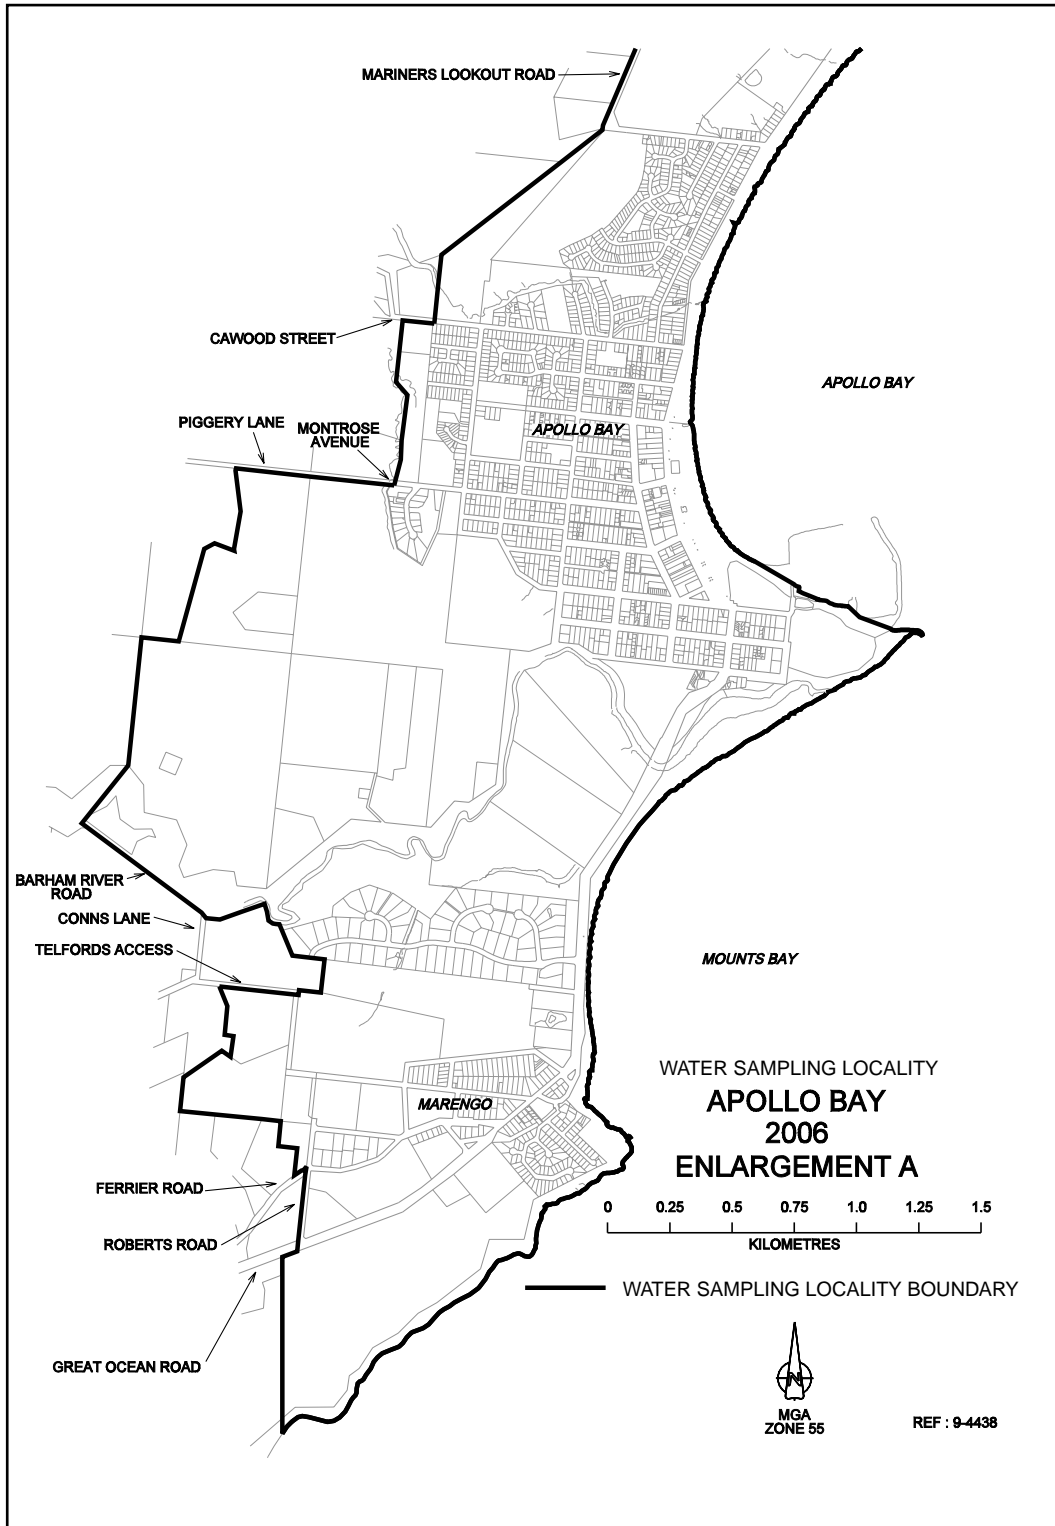 MARINERS LOOKOUT ROAD
CAWOOD STREET
APOLLO BAY
PIGGERY LANE
MONTROSE
AVENUE
APOLLO BAY
BARHAM RIVER
ROAD
CONNS LANE
TELFORDS ACCESS
MOUNTS BAY
WATER SAMPLING LOCALITY
APOLLO BAY
2006
ENLARGEMENT A
MARENGO
FERRIER ROAD
ROBERTS ROAD
0 0.25 0.5 0.75 1.0 1.25 1.5
KILOMETRES
WATER SAMPLING LOCALITY BOUNDARY
GREAT OCEAN ROAD
N
MGA
ZONE 55
REF : 9-4438